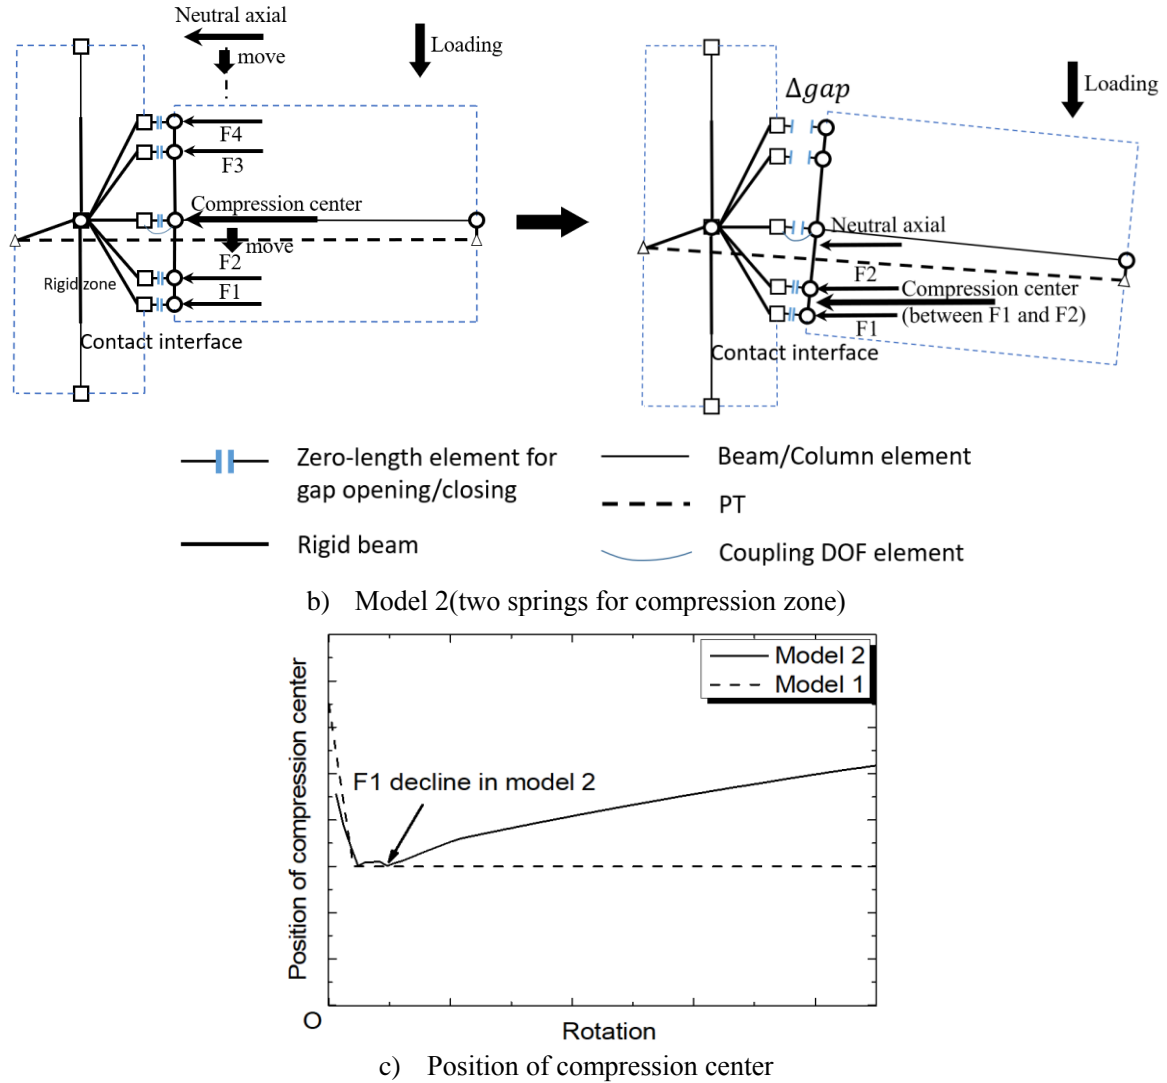 Neutral axial
move
Loading
F4
F3
Compression center
move
F2
F1
Rigid zone
Contact interface
Δgap
Loading
Neutral axial
F2
Compression center
(between F1 and F2)
F1
Contact interface
Zero-length element for
gap opening/closing
Rigid beam
Beam/Column element
PT
Coupling DOF element
b) Model 2(two springs for compression zone)
Model 2
Model 1
F1 decline in model 2
Position of compression center
O
Rotation
c) Position of compression center